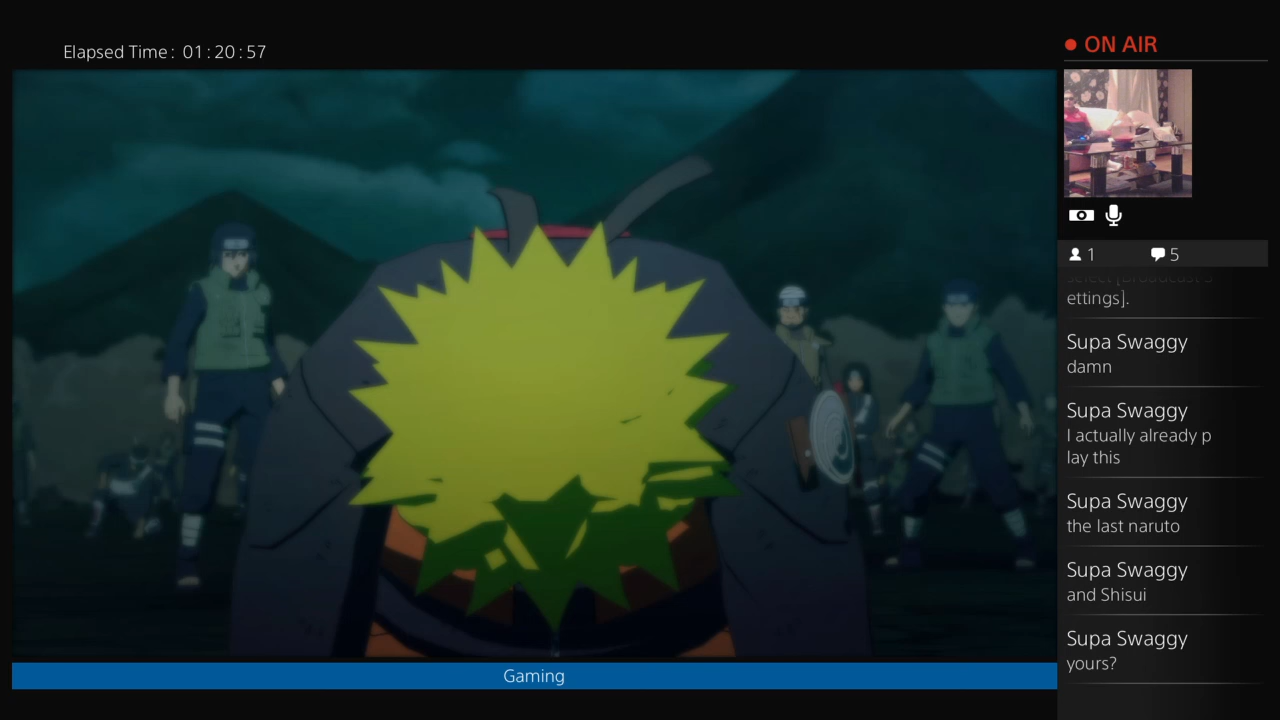 Elapsed Time: 01:20:57
ON AIR
1
5
ettings].
Supa Swaggy
damn
Supa Swaggy
I actually already p
lay this
Supa Swaggy
the last naruto
Supa Swaggy
and Shisui
Supa Swaggy
yours?
Gaming